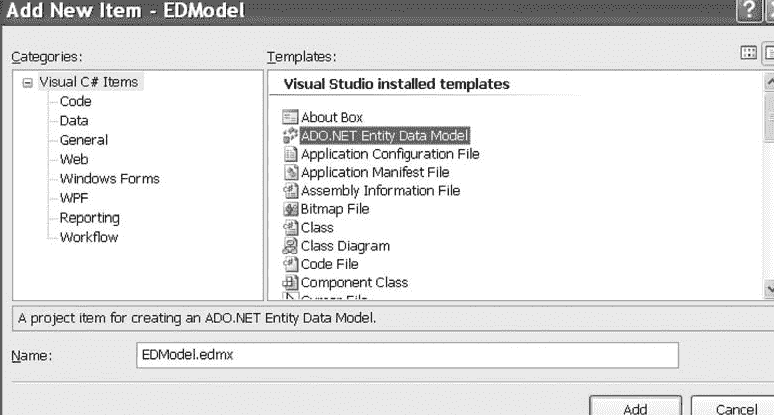 Add New Item - EDModel
?
Categories:
Templates:
Visual C# Items
Code
Data
General
Web
Windows Forms
WPF
Reporting
Workflow
Visual Studio installed templates
About Box
ADO.NET Entity Data Model
Application Configuration File
Application Manifest File
Assembly Information File
Bitmap File
Class
Class Diagram
Code File
Component Class
Cursor File
A project item for creating an ADO.NET Entity Data Model.
Name:
EDModel.edmx
Add
Cancel